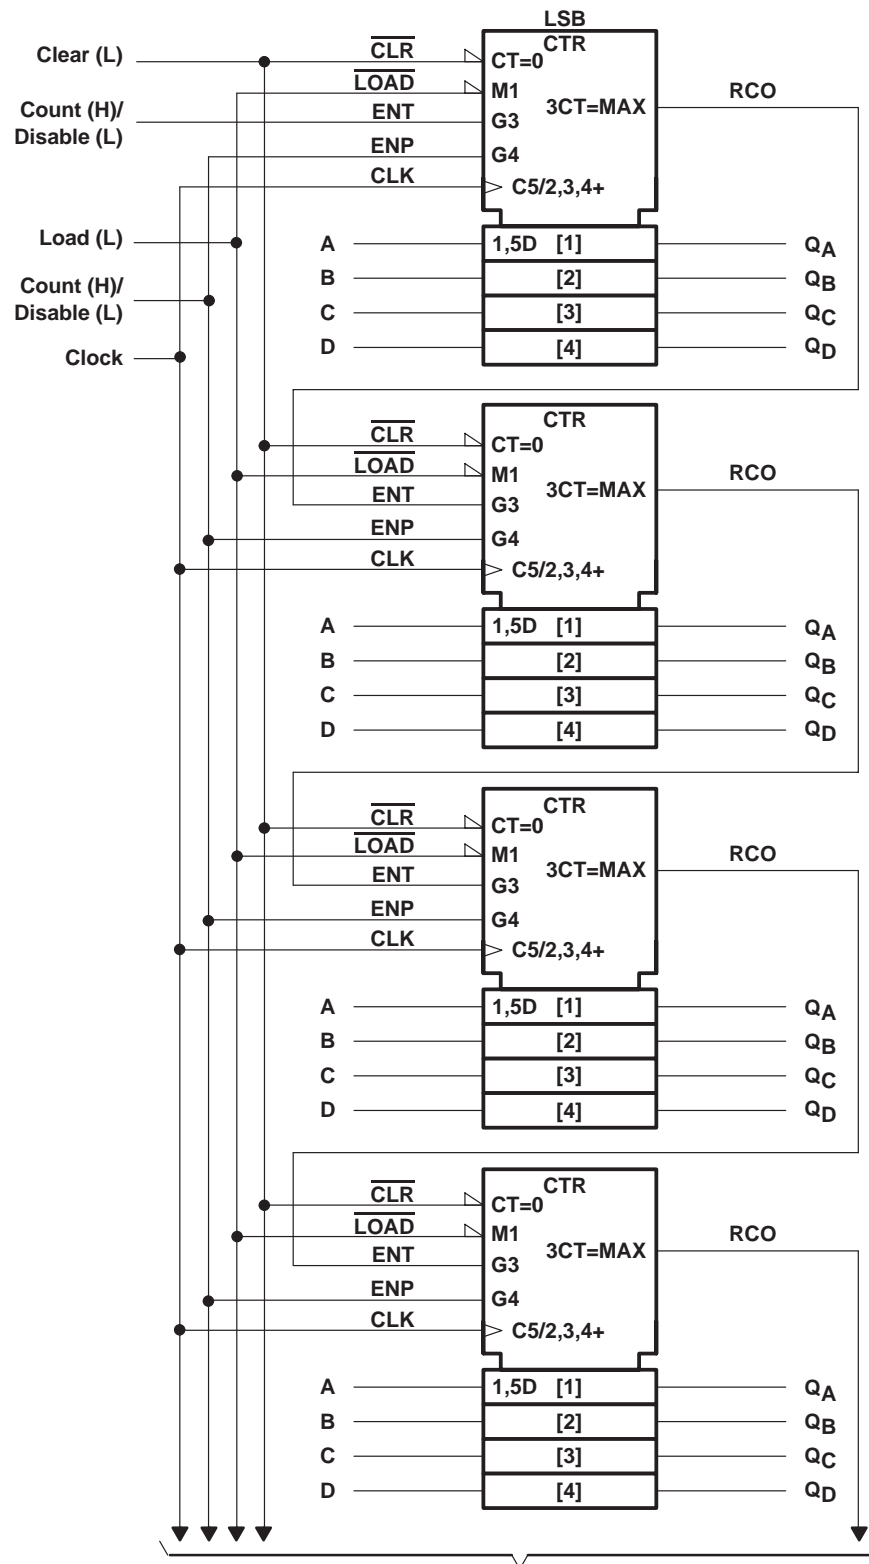 LSB
CTR
Clear (L)
CLR
CT=0
LOAD
M1
3CT=MAX
RCO
Count (H)/
Disable (L)
ENT
G3
ENP
G4
CLK
C5/2,3,4+
Load (L)
A
1,5D [1]
QA
Count (H)/
Disable (L)
B
[2]
QB
C
[3]
QC
Clock
D
[4]
QD
CTR
CLR
CT=0
LOAD
M1
3CT=MAX
RCO
ENT
G3
ENP
G4
CLK
C5/2,3,4+
A
1,5D [1]
QA
B
[2]
QB
C
[3]
QC
D
[4]
QD
CTR
CLR
CT=0
LOAD
M1
3CT=MAX
RCO
ENT
G3
ENP
G4
CLK
C5/2,3,4+
A
1,5D [1]
QA
B
[2]
QB
C
[3]
QC
D
[4]
QD
CTR
CLR
CT=0
LOAD
M1
3CT=MAX
RCO
ENT
G3
ENP
G4
CLK
C5/2,3,4+
A
1,5D [1]
QA
B
[2]
QB
C
[3]
QC
D
[4]
QD